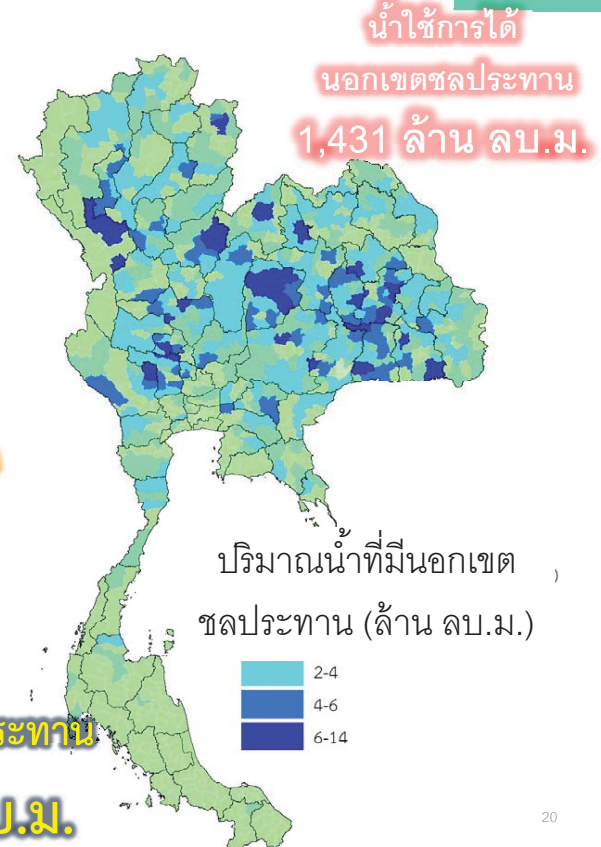 น้ำใช้การได้
นอกเขตชลประทาน
1,431 ล้าน ลบ.ม.
ปริมาณน้ำที่มีนอกเขต
)
ชลประทาน (ล้าน ลบ.ม.)
2-4
4-6
6-14
ระทาน
บ.ม.
20